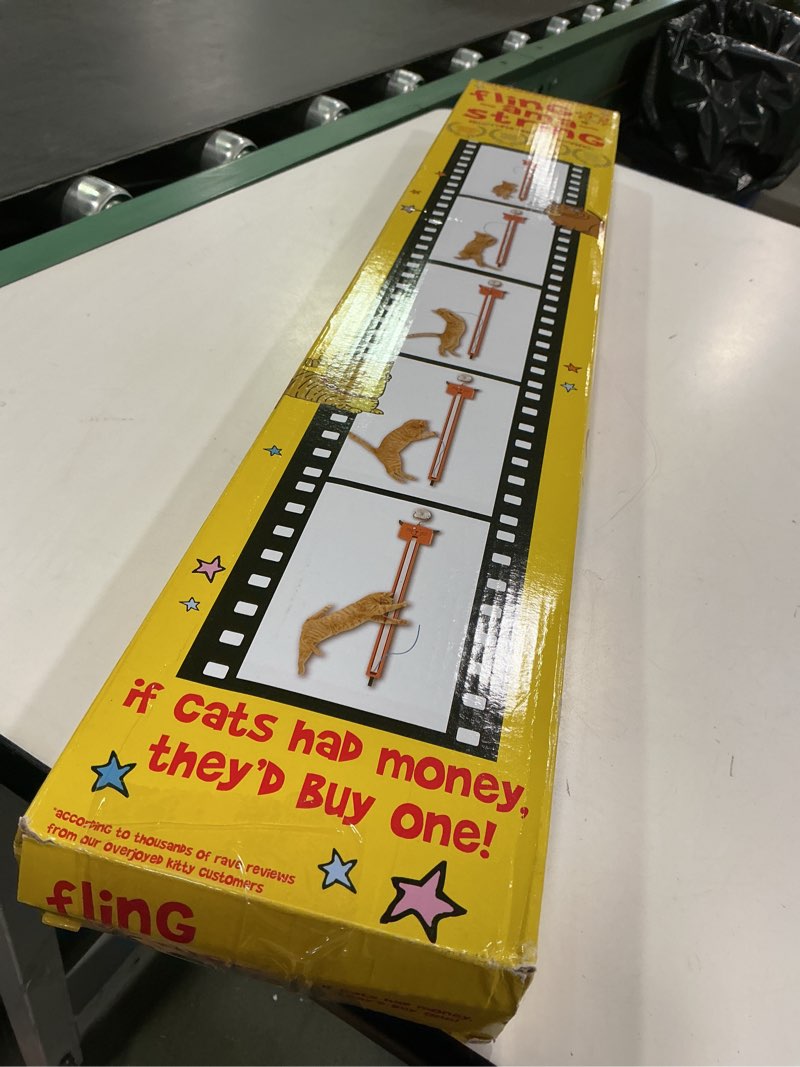 fling
-ama-
string
if cats had money,
they'd Buy one!
*according to thousands of rave reviews
from our overjoyed kitty customers
fling